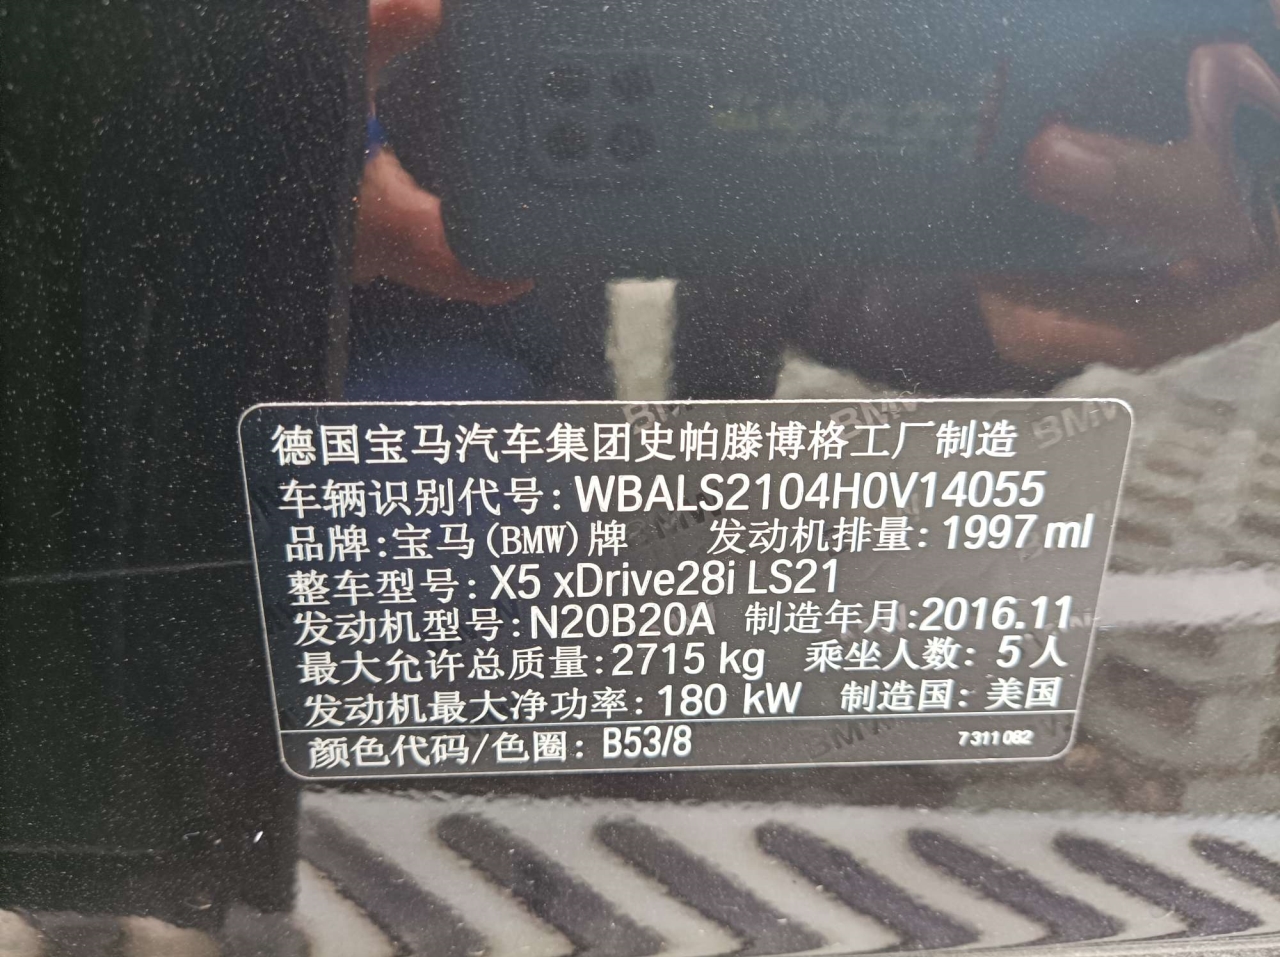 德国宝马汽车集团史帕滕博格工厂制造
车辆识别代号: WBALS2104H0V14055
品牌:宝马(BMW)牌 发动机排量: 1997 ml
整车型号: X5 xDrive28i LS21
发动机型号:N20B20A 制造年月:2016.11
最大允许总质量:2715 kg 乘坐人数: 5人
发动机最大净功率: 180 kW 制造国: 美国
颜色代码/色圈: B53/8 7311082